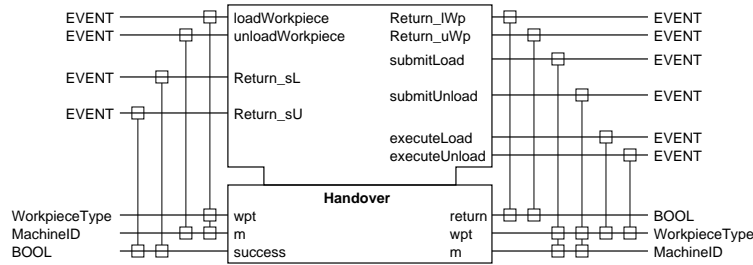 EVENT loadWorkpiece Return_lWp EVENT
EVENT unloadWorkpiece Return_uWp EVENT
submitLoad EVENT
EVENT Return_sL
submitUnload EVENT
EVENT Return_sU
executeLoad EVENT
executeUnload EVENT
Handover
WorkpieceType wpt return BOOL
MachineID m wpt WorkpieceType
BOOL success m MachineID